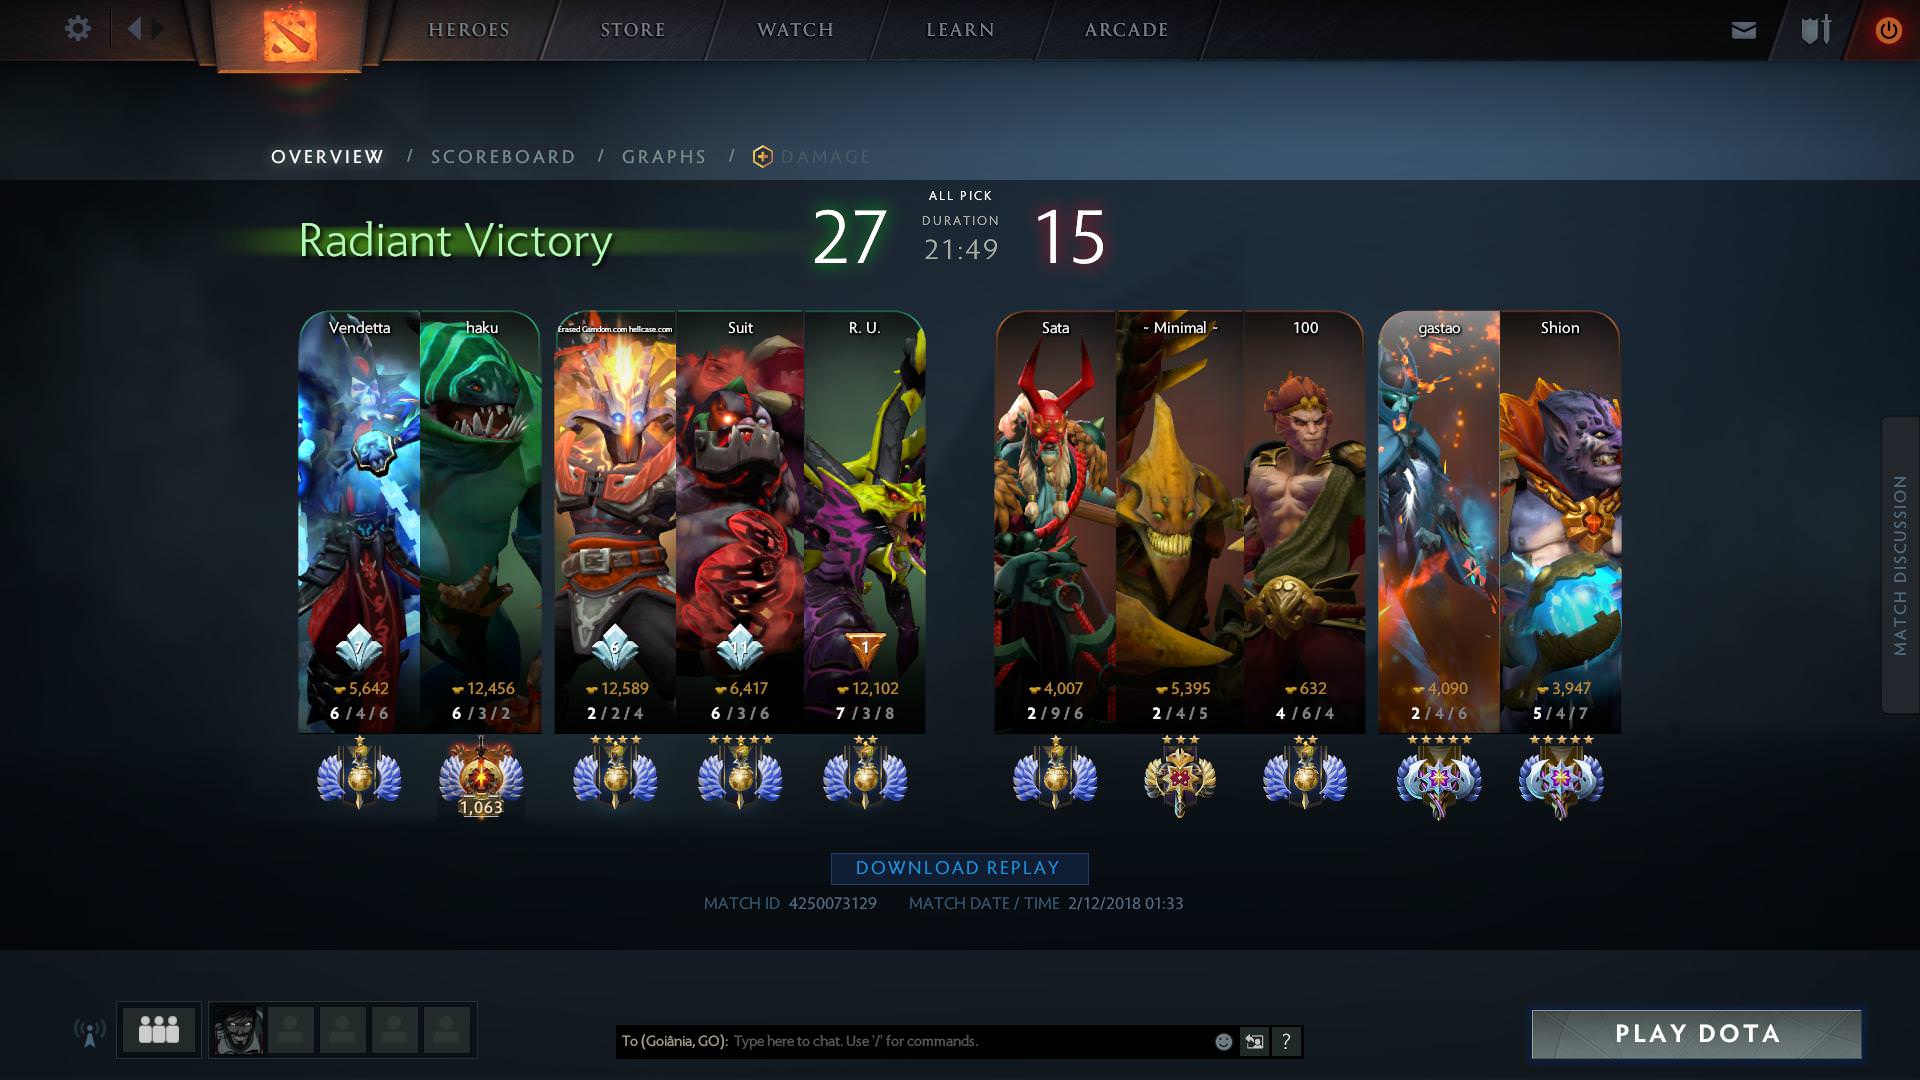 HEROES STORE WATCH LEARN ARCADE
OVERVIEW / SCOREBOARD / GRAPHS / DAMAGE
Radiant Victory
27
ALL PICK
DURATION
21:49
15
Vendetta haku Erased Gamdom.com hellcase.com Suit R. U. Sata ~ Minimal ~ 100 gastao Shion
7 6 11 1
5,642 12,456 12,589 6,417 12,102 4,007 5,395 632 4,090 3,947
6 / 4 / 6 6 / 3 / 2 2 / 2 / 4 6 / 3 / 6 7 / 3 / 8 2 / 9 / 6 2 / 4 / 5 4 / 6 / 4 2 / 4 / 6 5 / 4 / 7
1,063
MATCH DISCUSSION
DOWNLOAD REPLAY
MATCH ID 4250073129 MATCH DATE / TIME 2/12/2018 01:33
To (Goiânia, GO): Type here to chat. Use '/' for commands.
?
PLAY DOTA